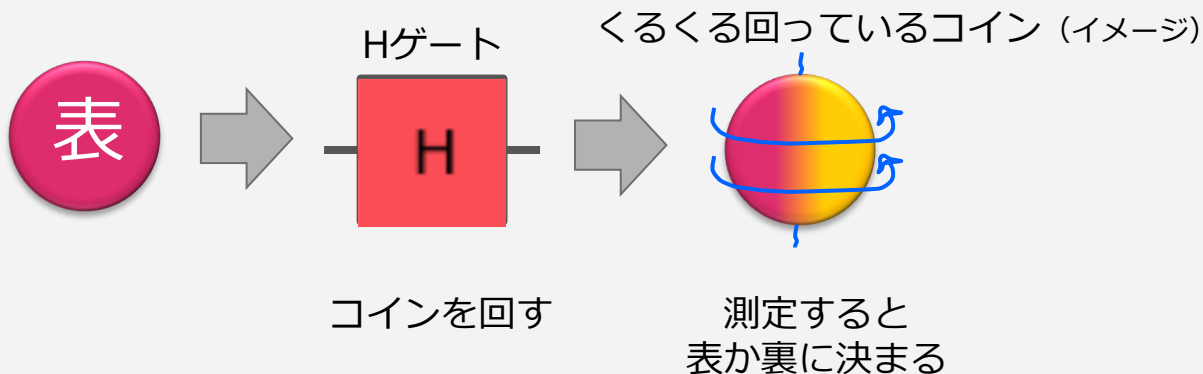 くるくる回っているコイン（イメージ）
Hゲート
表
H
コインを回す
測定すると
表か裏に決まる